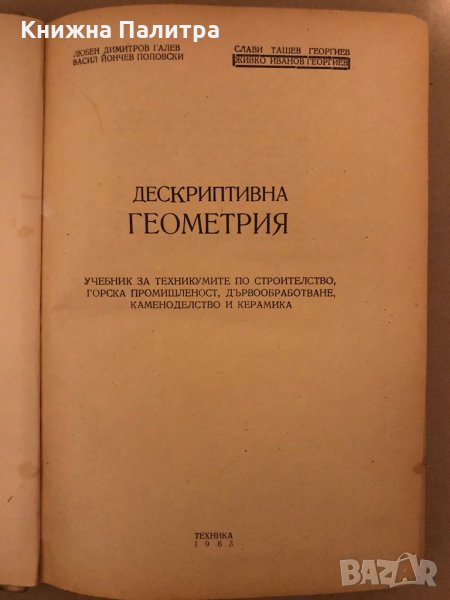 Книжна Палитра
ЛЮБЕН ДИМИТРОВ ГАЛЕВ
ВАСИЛ ЙОНЧЕВ ПОПОВСКИ
СЛАВИ ТАШЕВ ГЕОРГИЕВ
ЖИВКО ИВАНОВ ГЕОРГИЕВ
ДЕСКРИПТИВНА
ГЕОМЕТРИЯ
УЧЕБНИК ЗА ТЕХНИКУМИТЕ ПО СТРОИТЕЛСТВО,
ГОРСКА ПРОМИШЛЕНОСТ, ДЪРВООБРАБОТВАНЕ,
КАМЕНОДЕЛСТВО И КЕРАМИКА
ТЕХНИКА
1963
BAZAR